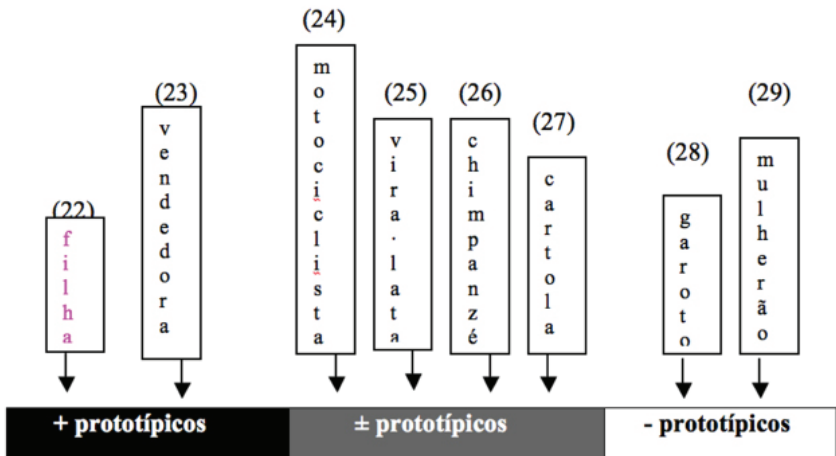 (22)
filha
(23)
vendedora
(24)
motociclista
(25)
vira-lata
(26)
chimpanzé
(27)
cartola
(28)
garoto
(29)
mulherão
+ prototípicos
± prototípicos
- prototípicos